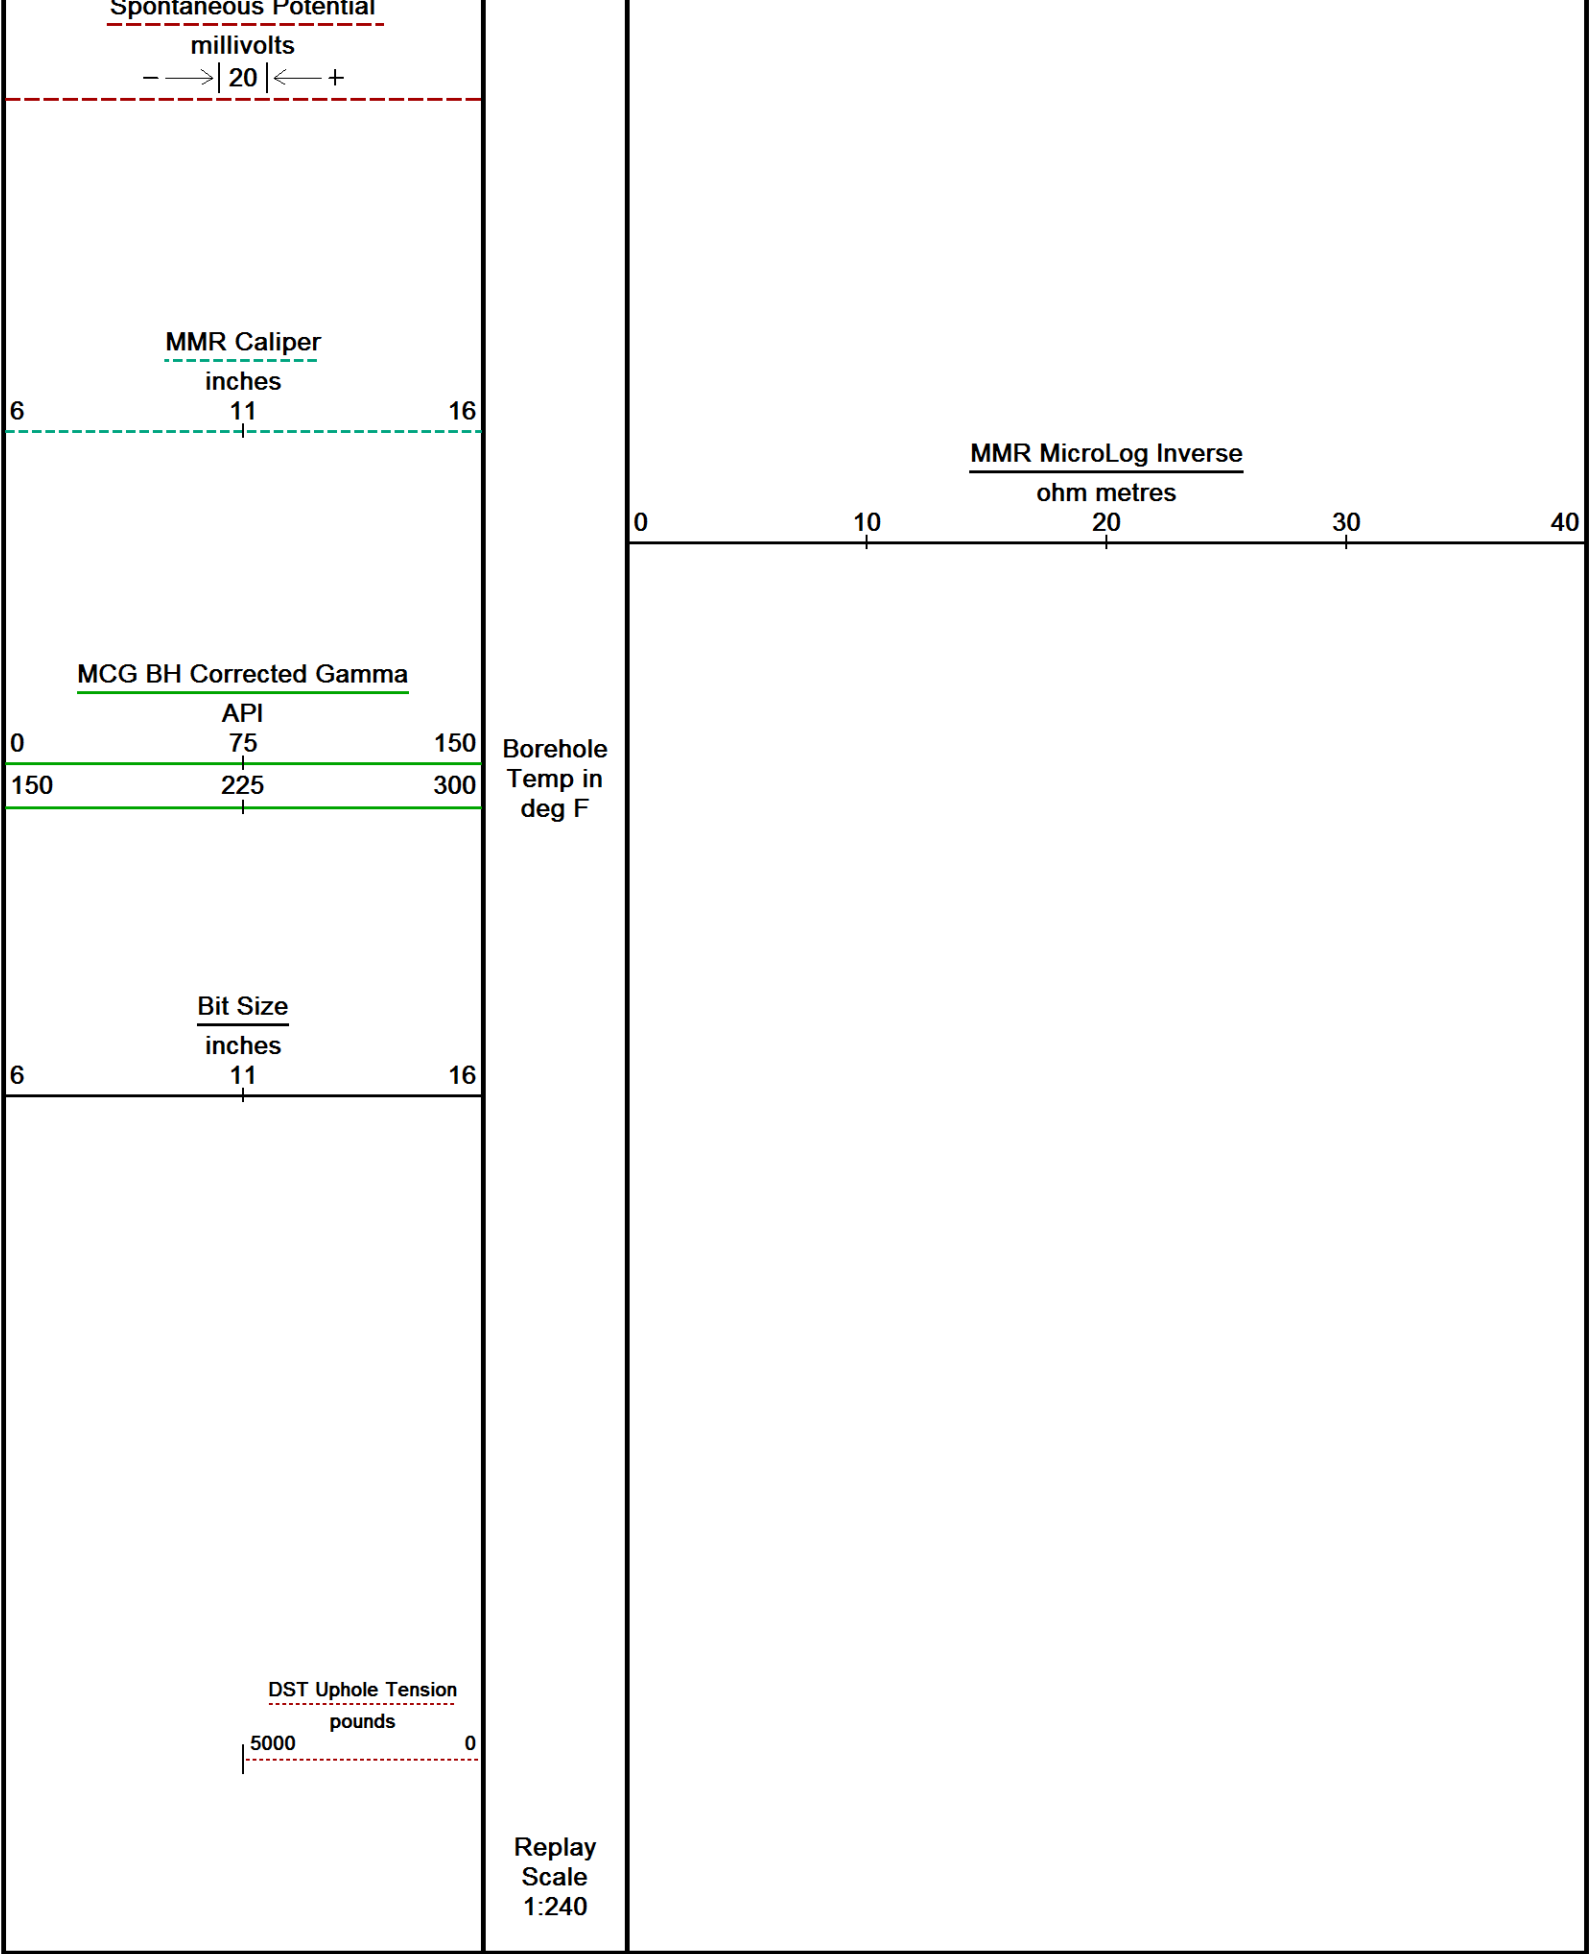 Spontaneous Potential
millivolts
− → | 20 | ← +
MMR Caliper
inches
6 11 16
MMR MicroLog Inverse
ohm metres
0 10 20 30 40
MCG BH Corrected Gamma
API
0 75 150
150 225 300
Borehole
Temp in
deg F
Bit Size
inches
6 11 16
DST Uphole Tension
pounds
5000 0
Replay
Scale
1:240